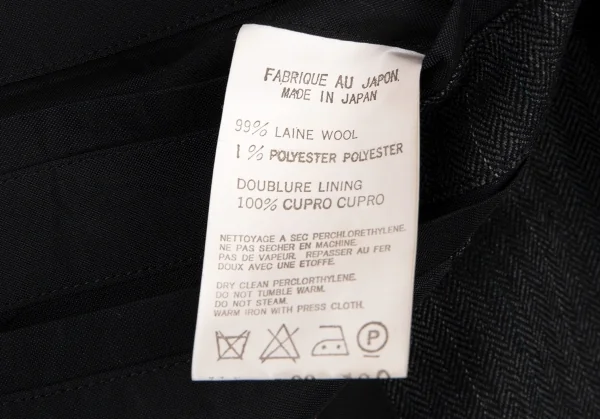 FABRIQUE AU JAPON.
MADE IN JAPAN
99% LAINE WOOL
1% POLYESTER POLYESTER
DOUBLURE LINING
100% CUPRO CUPRO
NETTOYAGE A SEC PERCHLORETHYLENE.
NE PAS SECHER EN MACHINE.
PAS DE VAPEUR. REPASSER AU FER
DOUX AVEC UNE ETOFFE.
DRY CLEAN PERCLORTHYLENE.
DO NOT TUMBLE WARM.
DO NOT STEAM.
WARM IRON WITH PRESS CLOTH.
P